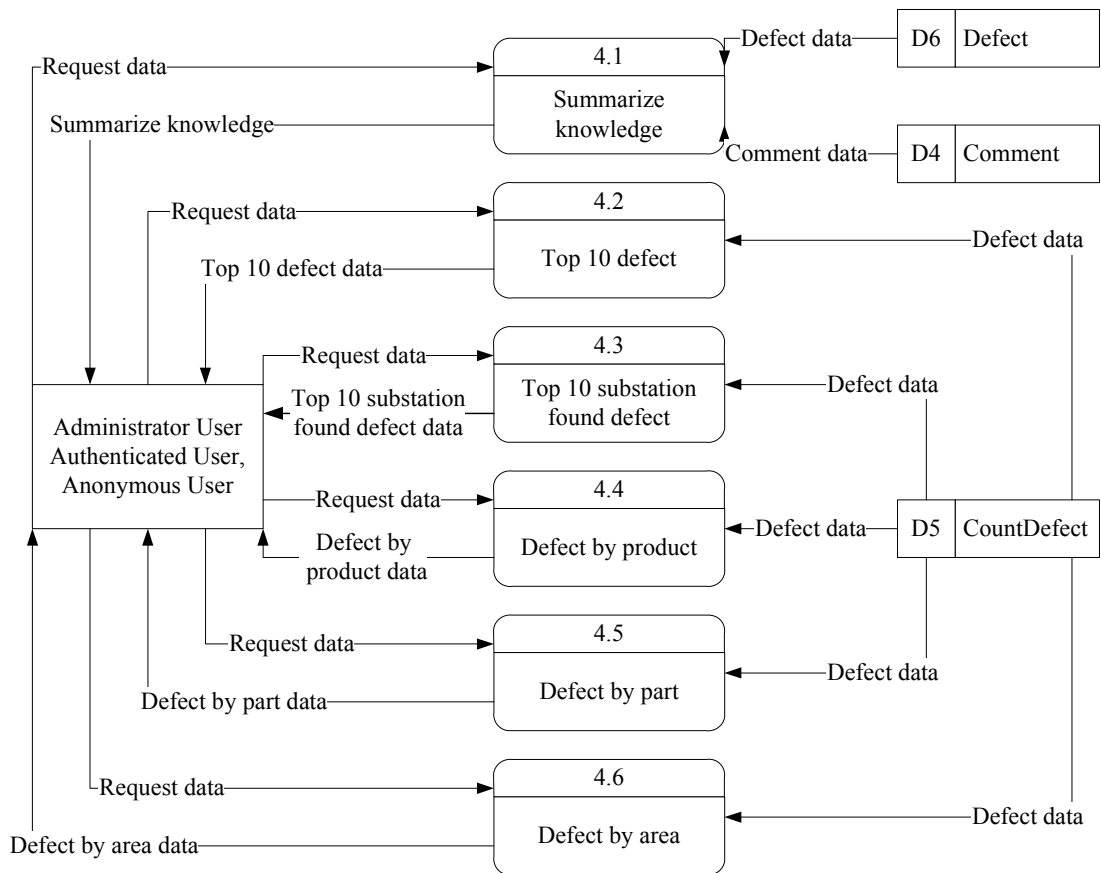 Defect data
D6 Defect
4.1
Request data
Summarize
knowledge
Summarize knowledge
Comment data
D4 Comment
4.2
Request data
Defect data
Top 10 defect
Top 10 defect data
4.3
Request data
Top 10 substation
found defect
Defect data
Top 10 substation
found defect data
Administrator User
Authenticated User,
Anonymous User
4.4
Request data
Defect data
D5 CountDefect
Defect by product
Defect by
product data
4.5
Request data
Defect data
Defect by part
Defect by part data
4.6
Request data
Defect data
Defect by area
Defect by area data